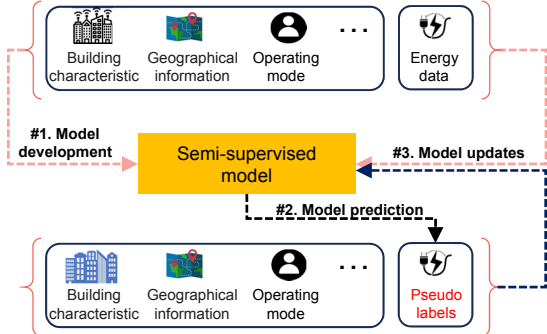 Building
characteristic
Geographical
information
Operating
mode
...
Energy
data
#1. Model
development
Semi-supervised
model
#3. Model updates
#2. Model prediction
Building
characteristic
Geographical
information
Operating
mode
...
Pseudo
labels